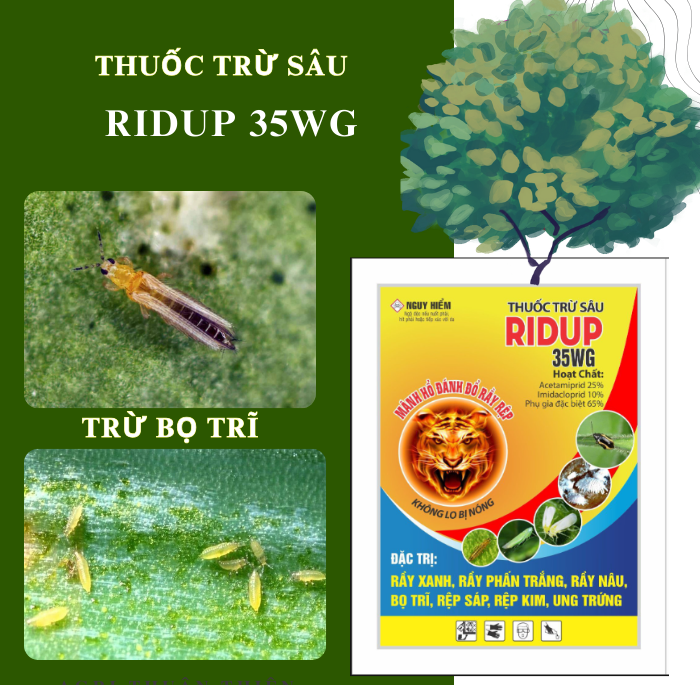 THUỐC TRỪ SÂU
RIDUP 35WG
TRỪ BỌ TRĨ
NGUY HIỂM
THUỐC TRỪ SÂU
RIDUP
35WG
Hoạt Chất:
Acetamiprid 25%
Imidacloprid 10%
Phụ gia đặc biệt 65%
MÃNH HỔ ĐÁNH ĐỔ RẦY RỆP
KHÔNG LO BỊ NÓNG
ĐẶC TRỊ:
RẦY XANH, RẦY PHẤN TRẮNG, RẦY NÂU,
BỌ TRĨ, RỆP SÁP, RỆP KIM, UNG TRỨNG